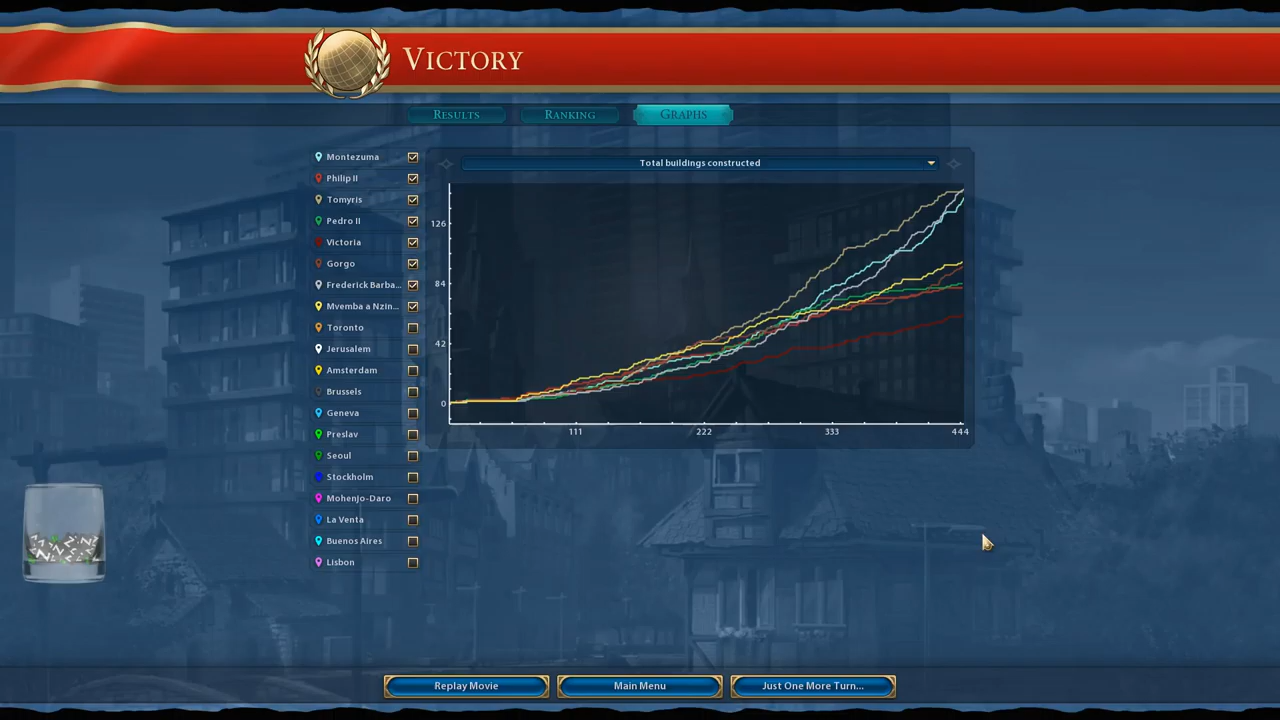 Victory
Results Ranking Graphs
Total buildings constructed
Montezuma
Philip II
Tomyris
Pedro II
Victoria
Gorgo
Frederick Barba...
Mvemba a Nzin...
Toronto
Jerusalem
Amsterdam
Brussels
Geneva
Preslav
Seoul
Stockholm
Mohenjo-Daro
La Venta
Buenos Aires
Lisbon
126
84
42
0
111 222 333 444
Replay Movie Main Menu Just One More Turn...